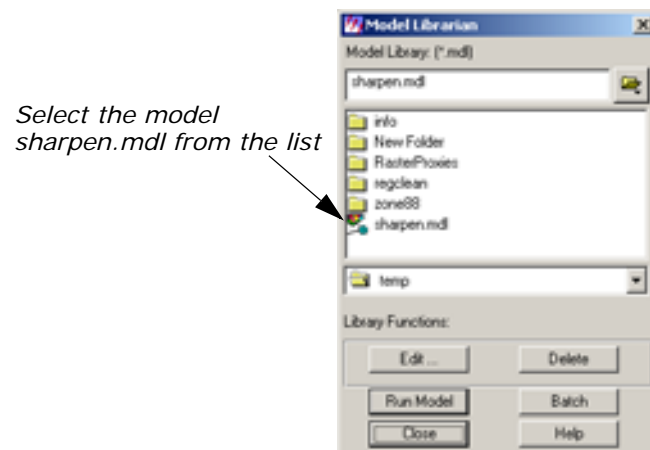 Model Librarian
Model Library: (*.mdl)
sharpen.mdl
Select the model
sharpen.mdl from the list
info
New Folder
RasterProxies
regclean
zone88
sharpen.mdl
temp
Library Functions:
Edit ...
Delete
Run Model
Batch
Close
Help